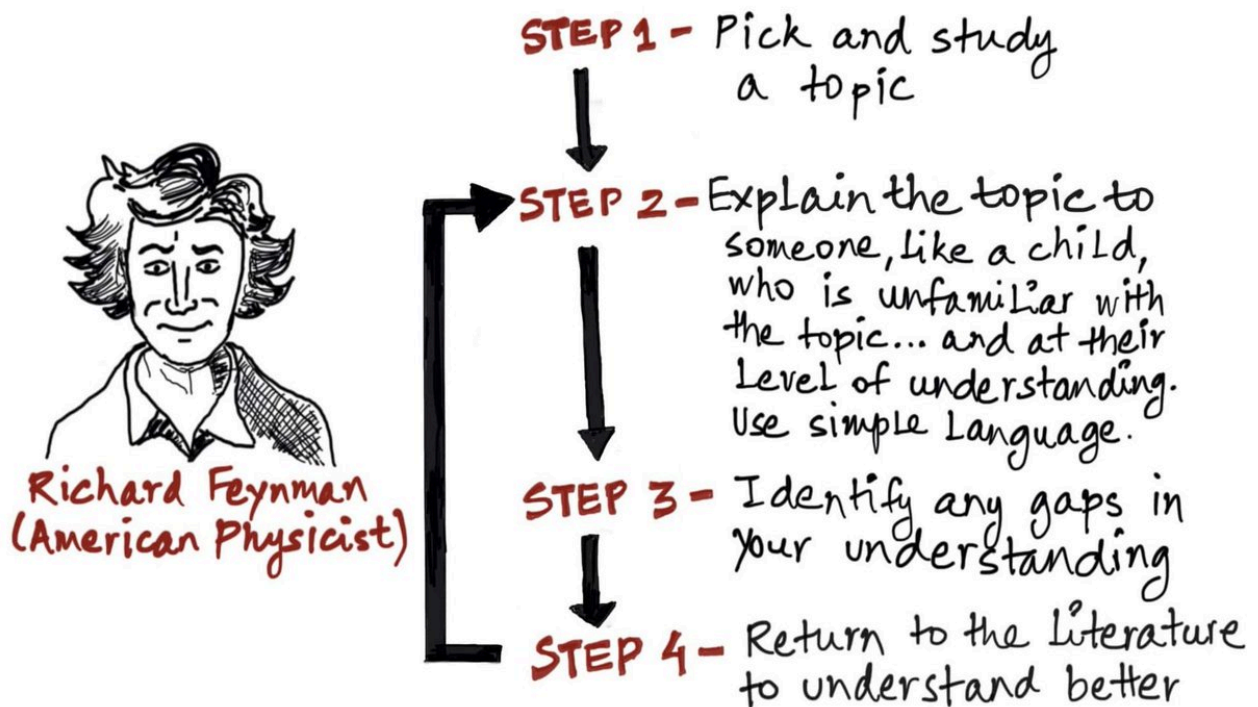 STEP 1 - Pick and study
a topic
STEP 2 - Explain the topic to
someone, like a child,
who is unfamiliar with
the topic... and at their
level of understanding.
Use simple language.
Richard Feynman
(American Physicist)
STEP 3 - Identify any gaps in
your understanding
STEP 4 - Return to the literature
to understand better